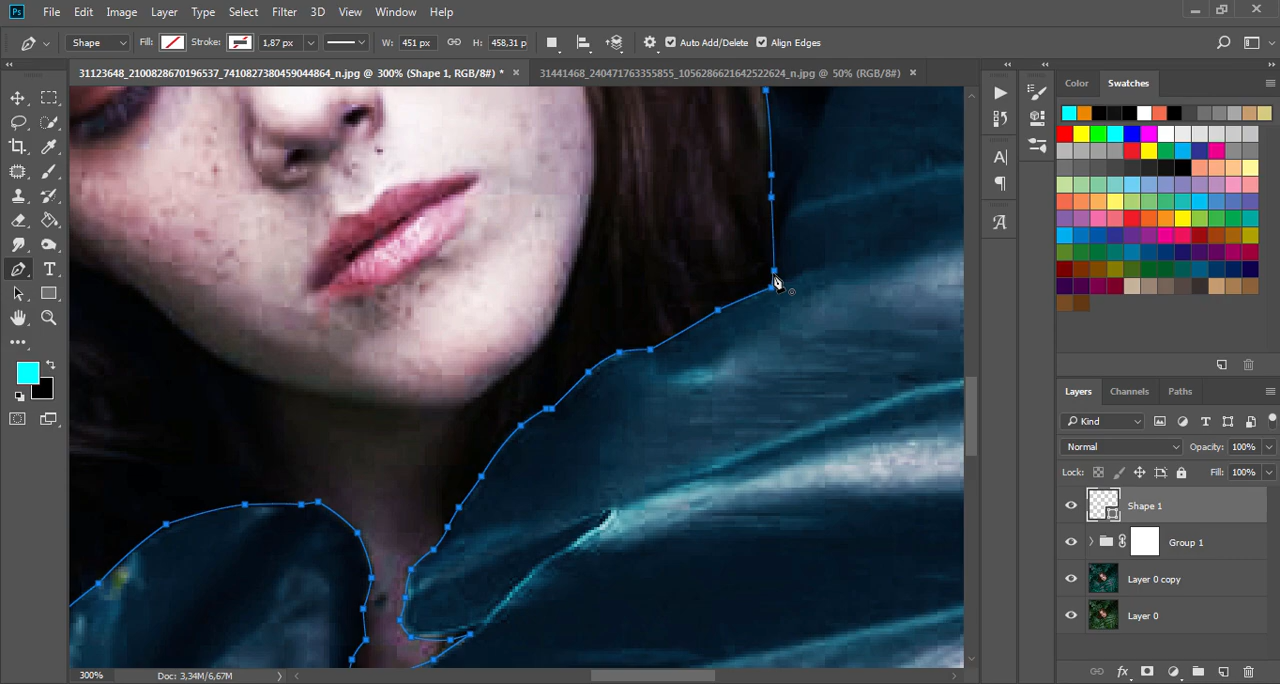 Ps File Edit Image Layer Type Select Filter 3D View Window Help
Shape Fill: Stroke: 1,87 px W: 451 px H: 458,31 p Auto Add/Delete Align Edges
31123648_2100828670196537_7410827380459044864_n.jpg @ 300% (Shape 1, RGB/8#) * 31441468_240471763355855_1056286621642522624_n.jpg @ 50% (RGB/8#)
Color Swatches
Layers Channels Paths
Kind
Normal Opacity: 100%
Lock: Fill: 100%
Shape 1
Group 1
Layer 0 copy
Layer 0
300% Doc: 3,34M/6,67M